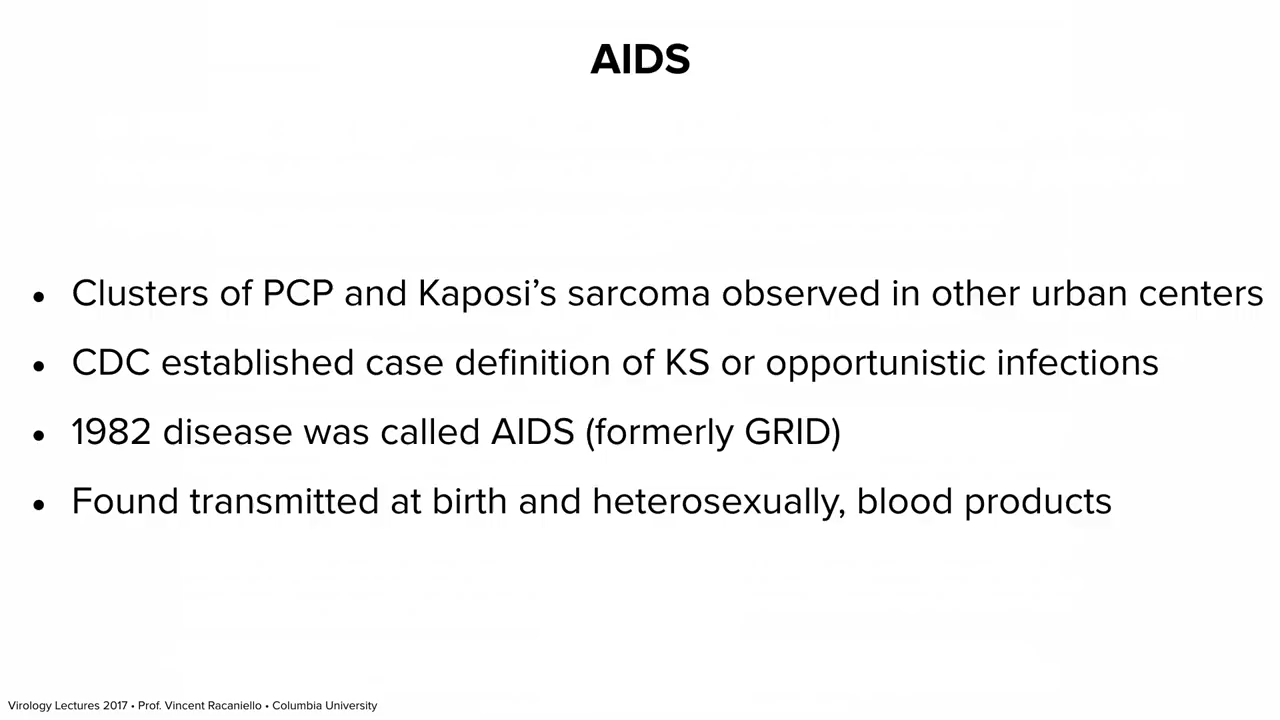 AIDS
• Clusters of PCP and Kaposi’s sarcoma observed in other urban centers
• CDC established case definition of KS or opportunistic infections
• 1982 disease was called AIDS (formerly GRID)
• Found transmitted at birth and heterosexually, blood products
Virology Lectures 2017 • Prof. Vincent Racaniello • Columbia University